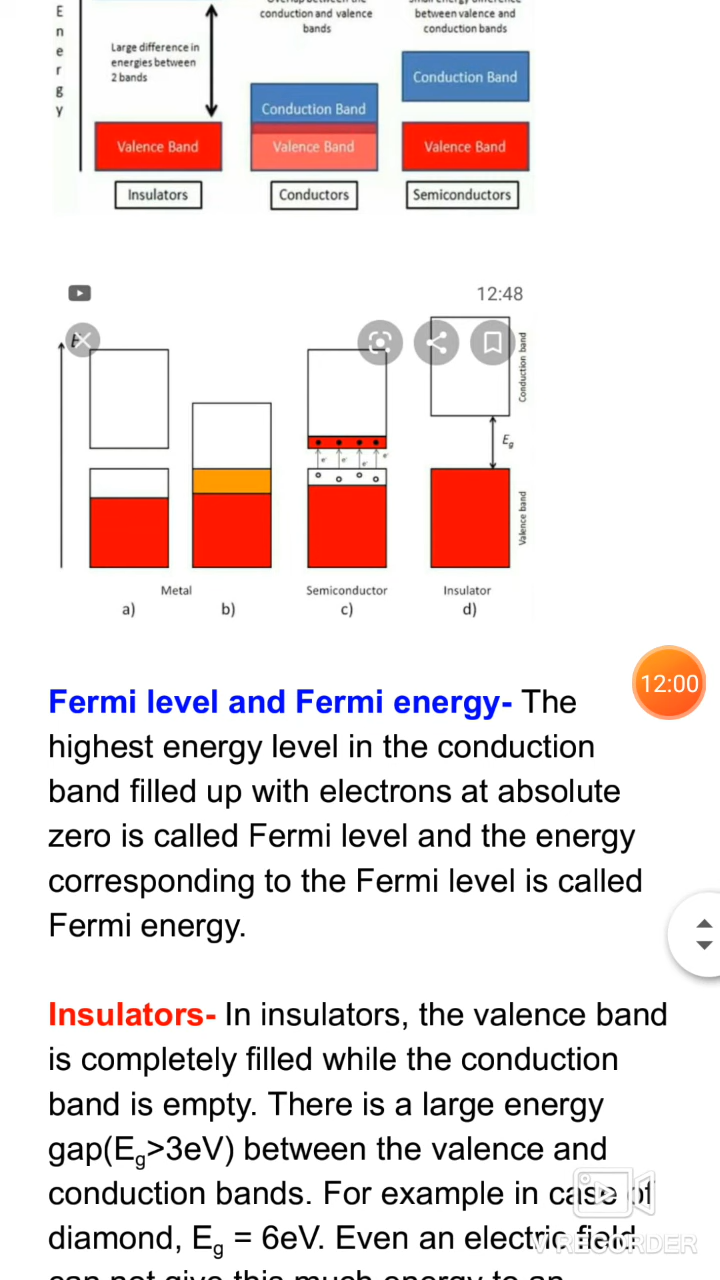 E
n
e
r
g
y
conduction and valence
bands
between valence and
conduction bands
Large difference in
energies between
2 bands
Conduction Band
Conduction Band
Valence Band
Valence Band
Valence Band
Insulators
Conductors
Semiconductors
12:48
Conduction band
E
Eg
e⁻
e⁻
e⁻
e⁻
Valence band
Metal
Semiconductor
Insulator
a)
b)
c)
d)
12:00
Fermi level and Fermi energy- The
highest energy level in the conduction
band filled up with electrons at absolute
zero is called Fermi level and the energy
corresponding to the Fermi level is called
Fermi energy.
Insulators- In insulators, the valence band
is completely filled while the conduction
band is empty. There is a large energy
gap(Eg>3eV) between the valence and
conduction bands. For example in case of
diamond, Eg = 6eV. Even an electric field
V RECORDER